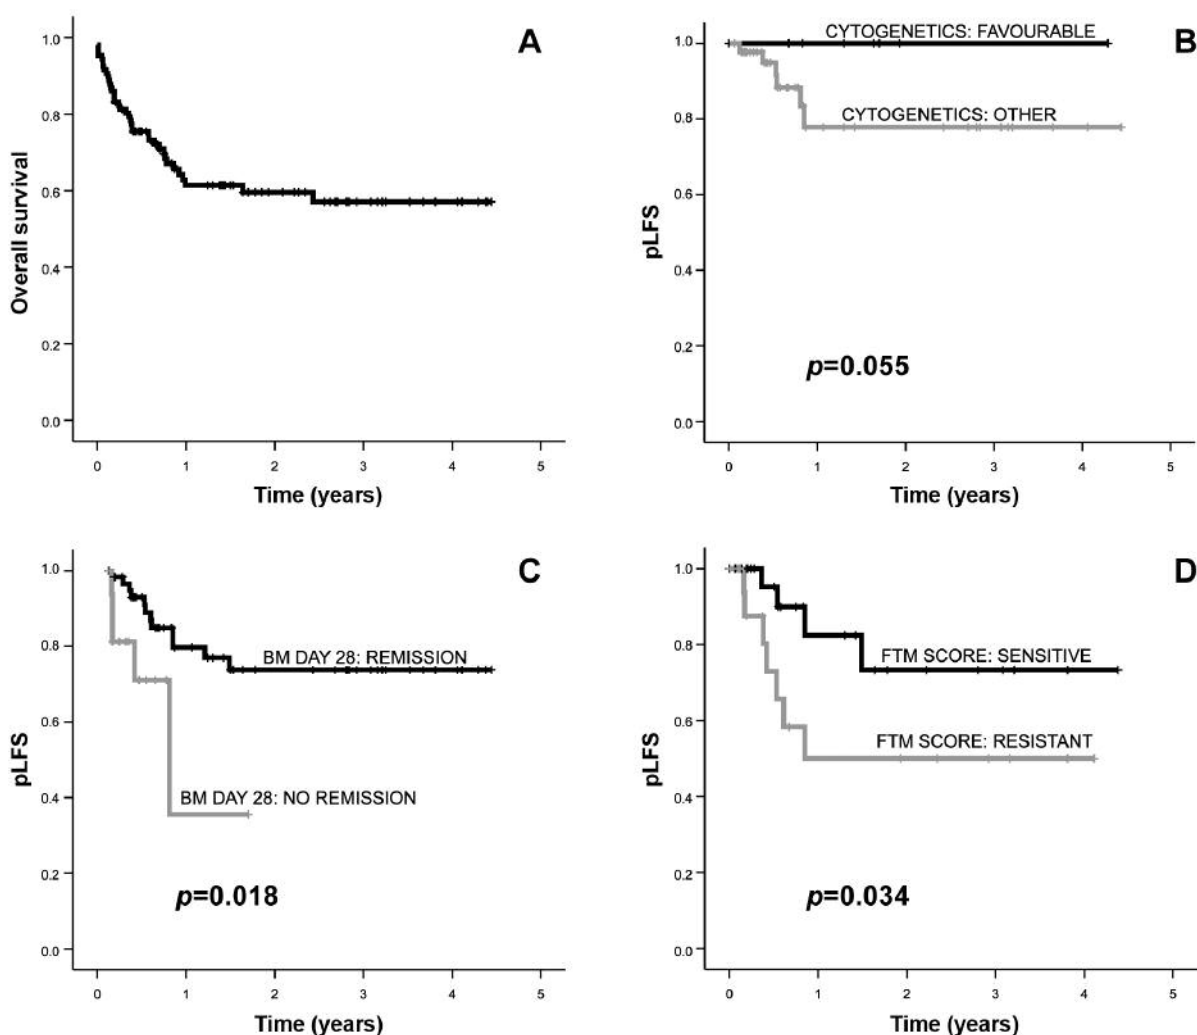 A
Overall survival
1.0
0.8
0.6
0.4
0.2
0.0
0 1 2 3 4 5
Time (years)
B
CYTOGENETICS: FAVOURABLE
CYTOGENETICS: OTHER
pLFS
1.0
0.8
0.6
0.4
0.2
0.0
p=0.055
0 1 2 3 4 5
Time (years)
C
BM DAY 28: REMISSION
BM DAY 28: NO REMISSION
pLFS
1.0
0.8
0.6
0.4
0.2
0.0
p=0.018
0 1 2 3 4 5
Time (years)
D
FTM SCORE: SENSITIVE
FTM SCORE: RESISTANT
pLFS
1.0
0.8
0.6
0.4
0.2
0.0
p=0.034
0 1 2 3 4 5
Time (years)